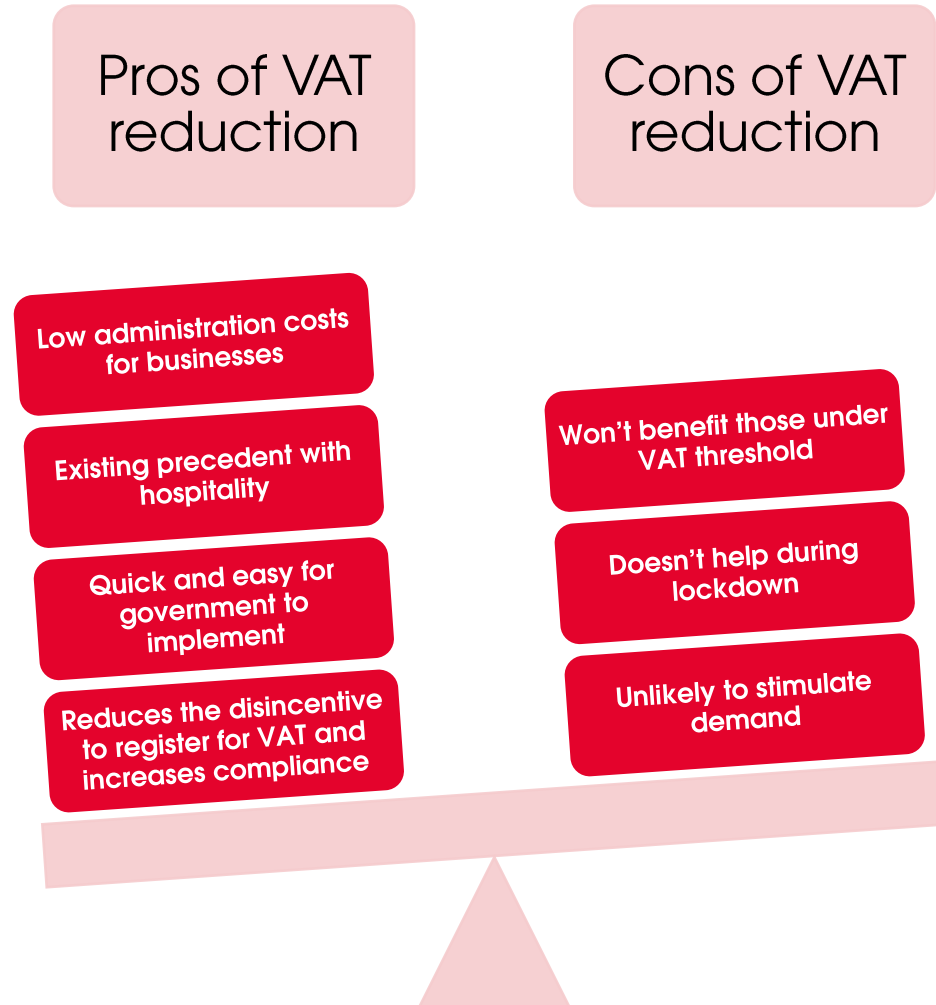 Pros of VAT
reduction
Low administration costs
for businesses
Existing precedent with
hospitality
Quick and easy for
government to
implement
Reduces the disincentive
to register for VAT and
increases compliance
Cons of VAT
reduction
Won't benefit those under
VAT threshold
Doesn't help during
lockdown
Unlikely to stimulate
demand